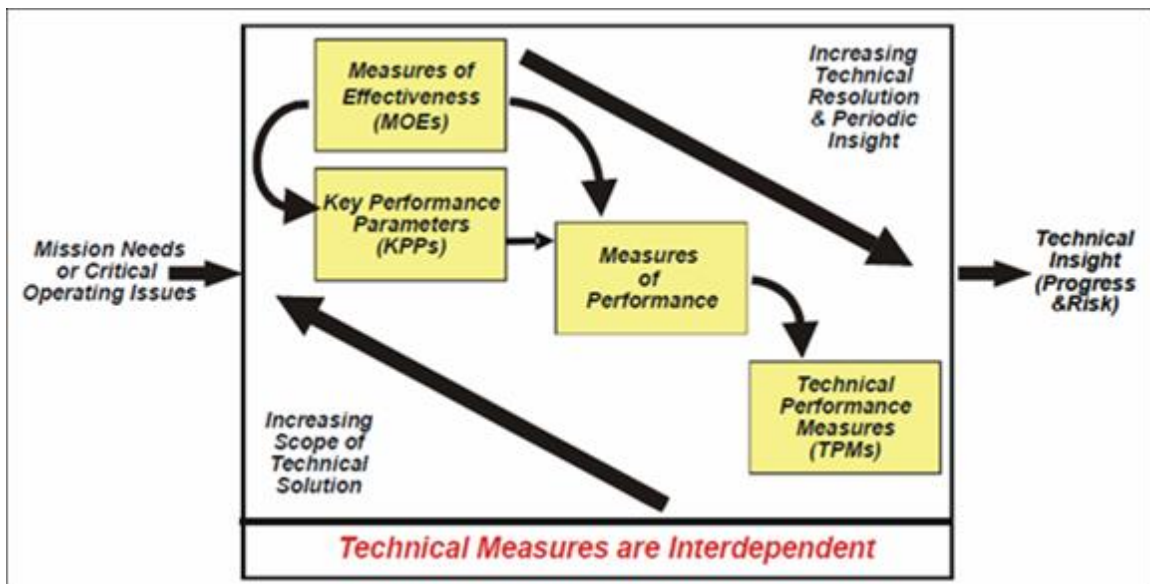 Measures of
Effectiveness
(MOEs)
Increasing
Technical
Resolution
& Periodic
Insight
Key Performance
Parameters
(KPPs)
Mission Needs
or Critical
Operating Issues
Measures
of
Performance
Technical
Insight
(Progress
&Risk)
Technical
Performance
Measures
(TPMs)
Increasing
Scope of
Technical
Solution
Technical Measures are Interdependent